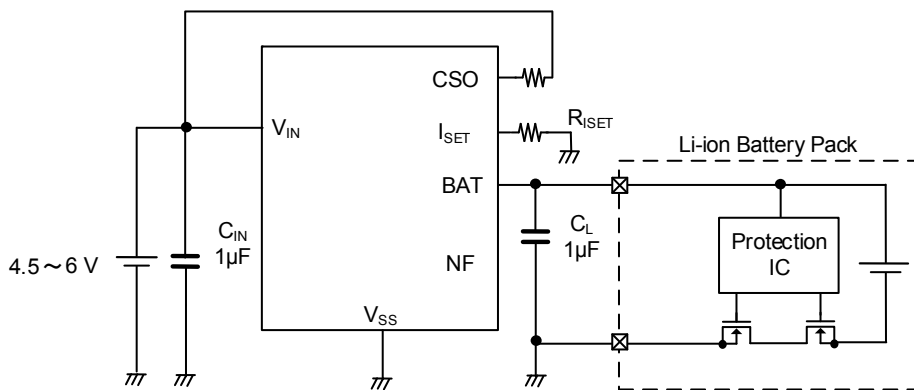 CSO
V_IN
I_SET
R_ISET
Li-ion Battery Pack
BAT
C_IN
1µF
C_L
1µF
Protection
IC
4.5～6 V
NF
V_SS